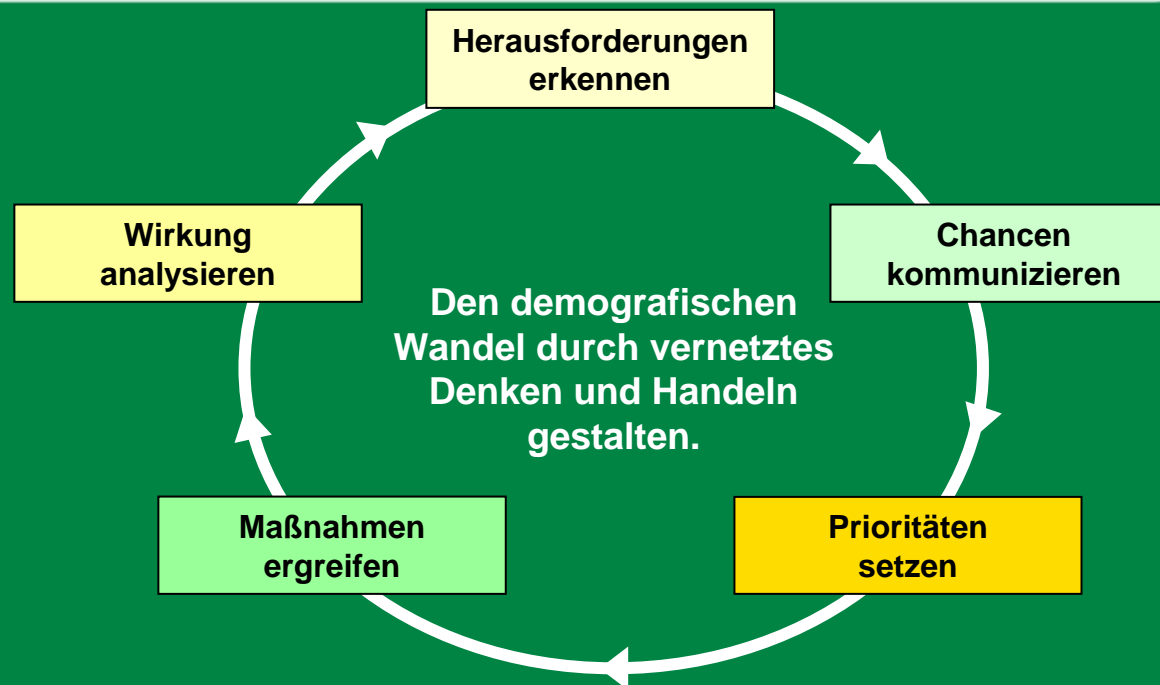 Herausforderungen
erkennen
Chancen
kommunizieren
Prioritäten
setzen
Maßnahmen
ergreifen
Wirkung
analysieren
Den demografischen
Wandel durch vernetztes
Denken und Handeln
gestalten.